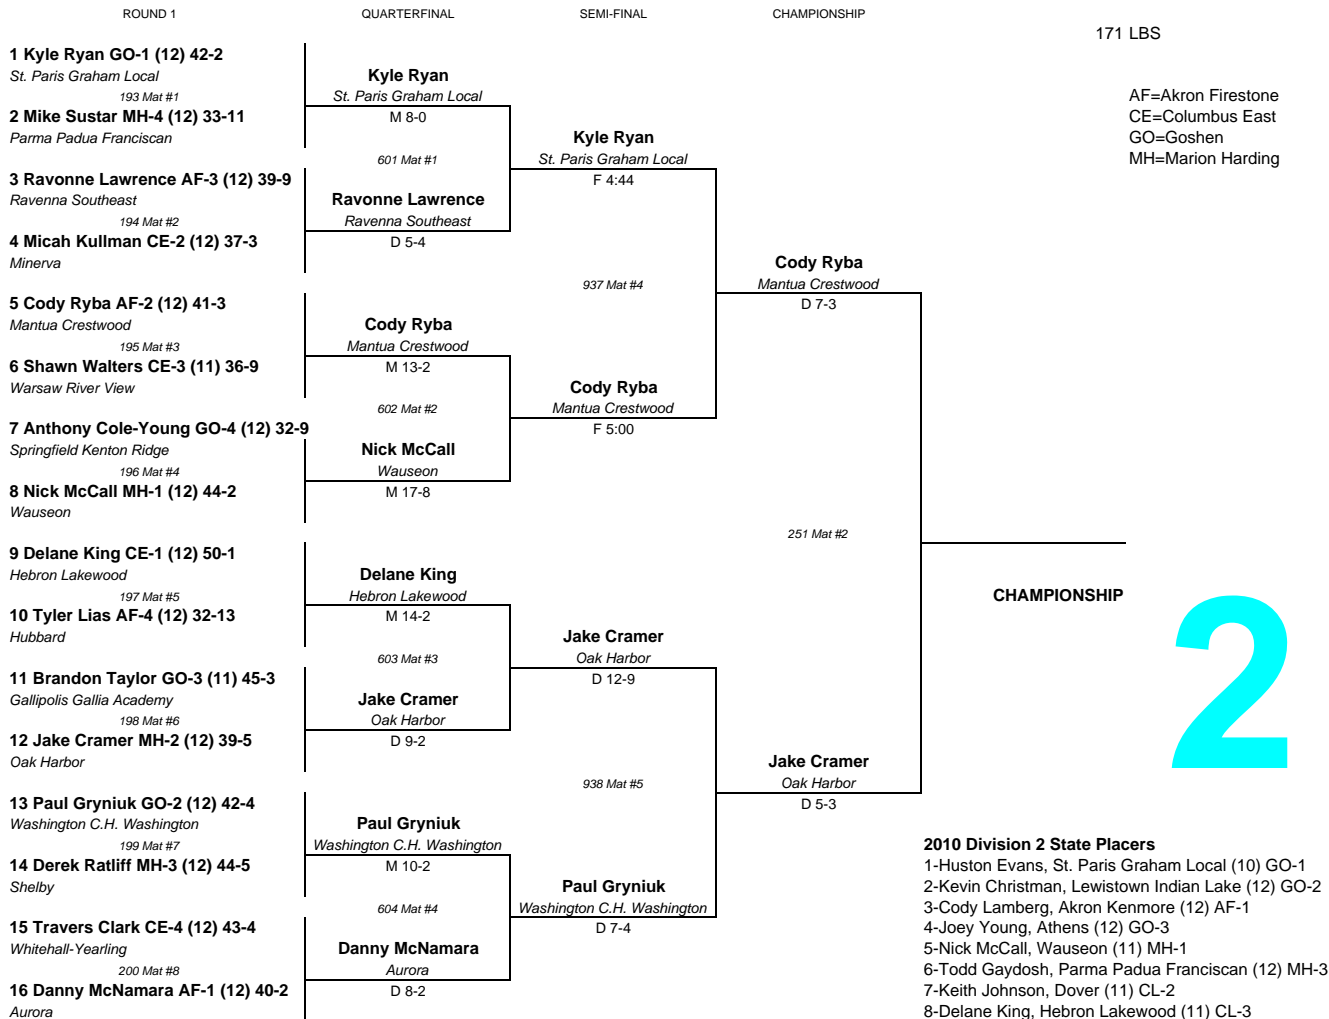 ROUND 1
QUARTERFINAL
SEMI-FINAL
CHAMPIONSHIP
171 LBS
AF=Akron Firestone
CE=Columbus East
GO=Goshen
MH=Marion Harding
1 Kyle Ryan GO-1 (12) 42-2
St. Paris Graham Local
193 Mat #1
2 Mike Sustar MH-4 (12) 33-11
Parma Padua Franciscan
3 Ravonne Lawrence AF-3 (12) 39-9
Ravenna Southeast
194 Mat #2
4 Micah Kullman CE-2 (12) 37-3
Minerva
5 Cody Ryba AF-2 (12) 41-3
Mantua Crestwood
195 Mat #3
6 Shawn Walters CE-3 (11) 36-9
Warsaw River View
7 Anthony Cole-Young GO-4 (12) 32-9
Springfield Kenton Ridge
196 Mat #4
8 Nick McCall MH-1 (12) 44-2
Wauseon
9 Delane King CE-1 (12) 50-1
Hebron Lakewood
197 Mat #5
10 Tyler Lias AF-4 (12) 32-13
Hubbard
11 Brandon Taylor GO-3 (11) 45-3
Gallipolis Gallia Academy
198 Mat #6
12 Jake Cramer MH-2 (12) 39-5
Oak Harbor
13 Paul Gryniuk GO-2 (12) 42-4
Washington C.H. Washington
199 Mat #7
14 Derek Ratliff MH-3 (12) 44-5
Shelby
15 Travers Clark CE-4 (12) 43-4
Whitehall-Yearling
200 Mat #8
16 Danny McNamara AF-1 (12) 40-2
Aurora
Kyle Ryan
St. Paris Graham Local
M 8-0
601 Mat #1
Ravonne Lawrence
Ravenna Southeast
D 5-4
Cody Ryba
Mantua Crestwood
M 13-2
602 Mat #2
Nick McCall
Wauseon
M 17-8
Delane King
Hebron Lakewood
M 14-2
603 Mat #3
Jake Cramer
Oak Harbor
D 9-2
Paul Gryniuk
Washington C.H. Washington
M 10-2
604 Mat #4
Danny McNamara
Aurora
D 8-2
Kyle Ryan
St. Paris Graham Local
F 4:44
937 Mat #4
Cody Ryba
Mantua Crestwood
F 5:00
Jake Cramer
Oak Harbor
D 12-9
938 Mat #5
Paul Gryniuk
Washington C.H. Washington
D 7-4
Cody Ryba
Mantua Crestwood
D 7-3
251 Mat #2
Jake Cramer
Oak Harbor
D 5-3
CHAMPIONSHIP
2
2010 Division 2 State Placers
1-Huston Evans, St. Paris Graham Local (10) GO-1
2-Kevin Christman, Lewistown Indian Lake (12) GO-2
3-Cody Lamberg, Akron Kenmore (12) AF-1
4-Joey Young, Athens (12) GO-3
5-Nick McCall, Wauseon (11) MH-1
6-Todd Gaydosh, Parma Padua Franciscan (12) MH-3
7-Keith Johnson, Dover (11) CL-2
8-Delane King, Hebron Lakewood (11) CL-3